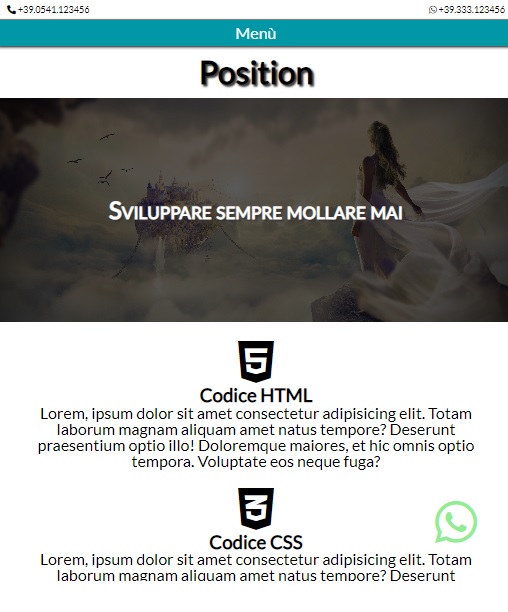 +39.0541.123456
+39.333.123456
Menù
Position
Sviluppare sempre mollare mai
5
Codice HTML
Lorem, ipsum dolor sit amet consectetur adipisicing elit. Totam
laborum magnam aliquam amet natus tempore? Deserunt
praesentium optio illo! Doloremque maiores, et hic omnis optio
tempora. Voluptate eos neque fuga?
3
Codice CSS
Lorem, ipsum dolor sit amet consectetur adipisicing elit. Totam
laborum magnam aliquam amet natus tempore? Deserunt